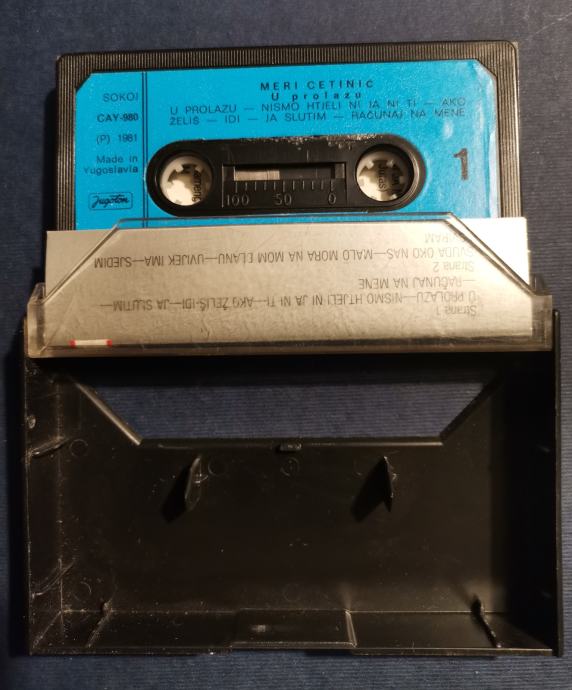 SOKOJ
CAY-980
(P) 1981
Made in
Yugoslavia
Jugoton
MERI CETINIĆ
U prolazu
U PROLAZU — NISMO HTJELI NI JA NI TI — AKO
ŽELIŠ — IDI — JA SLUTIM — RAČUNAJ NA MENE
1
100 50 0
Strana 1
U PROLAZU—NISMO HTJELI NI JA NI TI—AKO ŽELIŠ-IDI—JA SLUTIM—
—RAČUNAJ NA MENE
Strana 2
SVUDA OKO NAS—MALO MORA NA MOM DLANU—UVIJEK IMA—SJEDIM